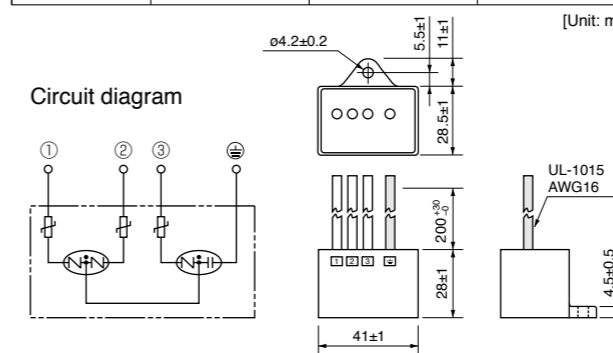 [Unit: m
ø4.2±0.2
5.5±1
11±1
28.5±1
Circuit diagram
① ② ③
UL-1015
AWG16
200+30-0
1 2 3
28±1
4.5±0.5
41±1